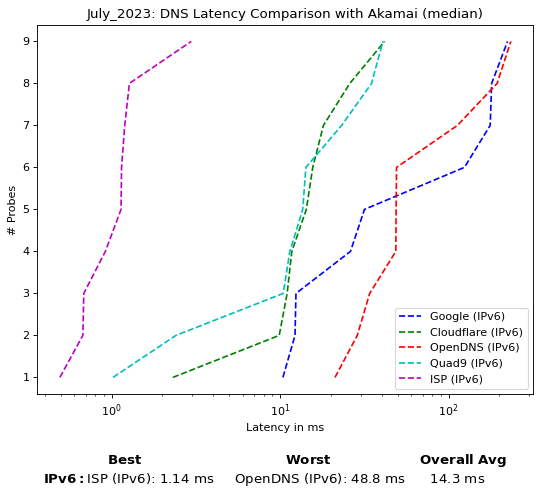 July_2023: DNS Latency Comparison with Akamai (median)
9
8
7
6
5
4
3
2
1
# Probes
10⁰ 10¹ 10²
Latency in ms
Google (IPv6)
Cloudflare (IPv6)
OpenDNS (IPv6)
Quad9 (IPv6)
ISP (IPv6)
Best Worst Overall Avg
IPv6: ISP (IPv6): 1.14 ms OpenDNS (IPv6): 48.8 ms 14.3 ms